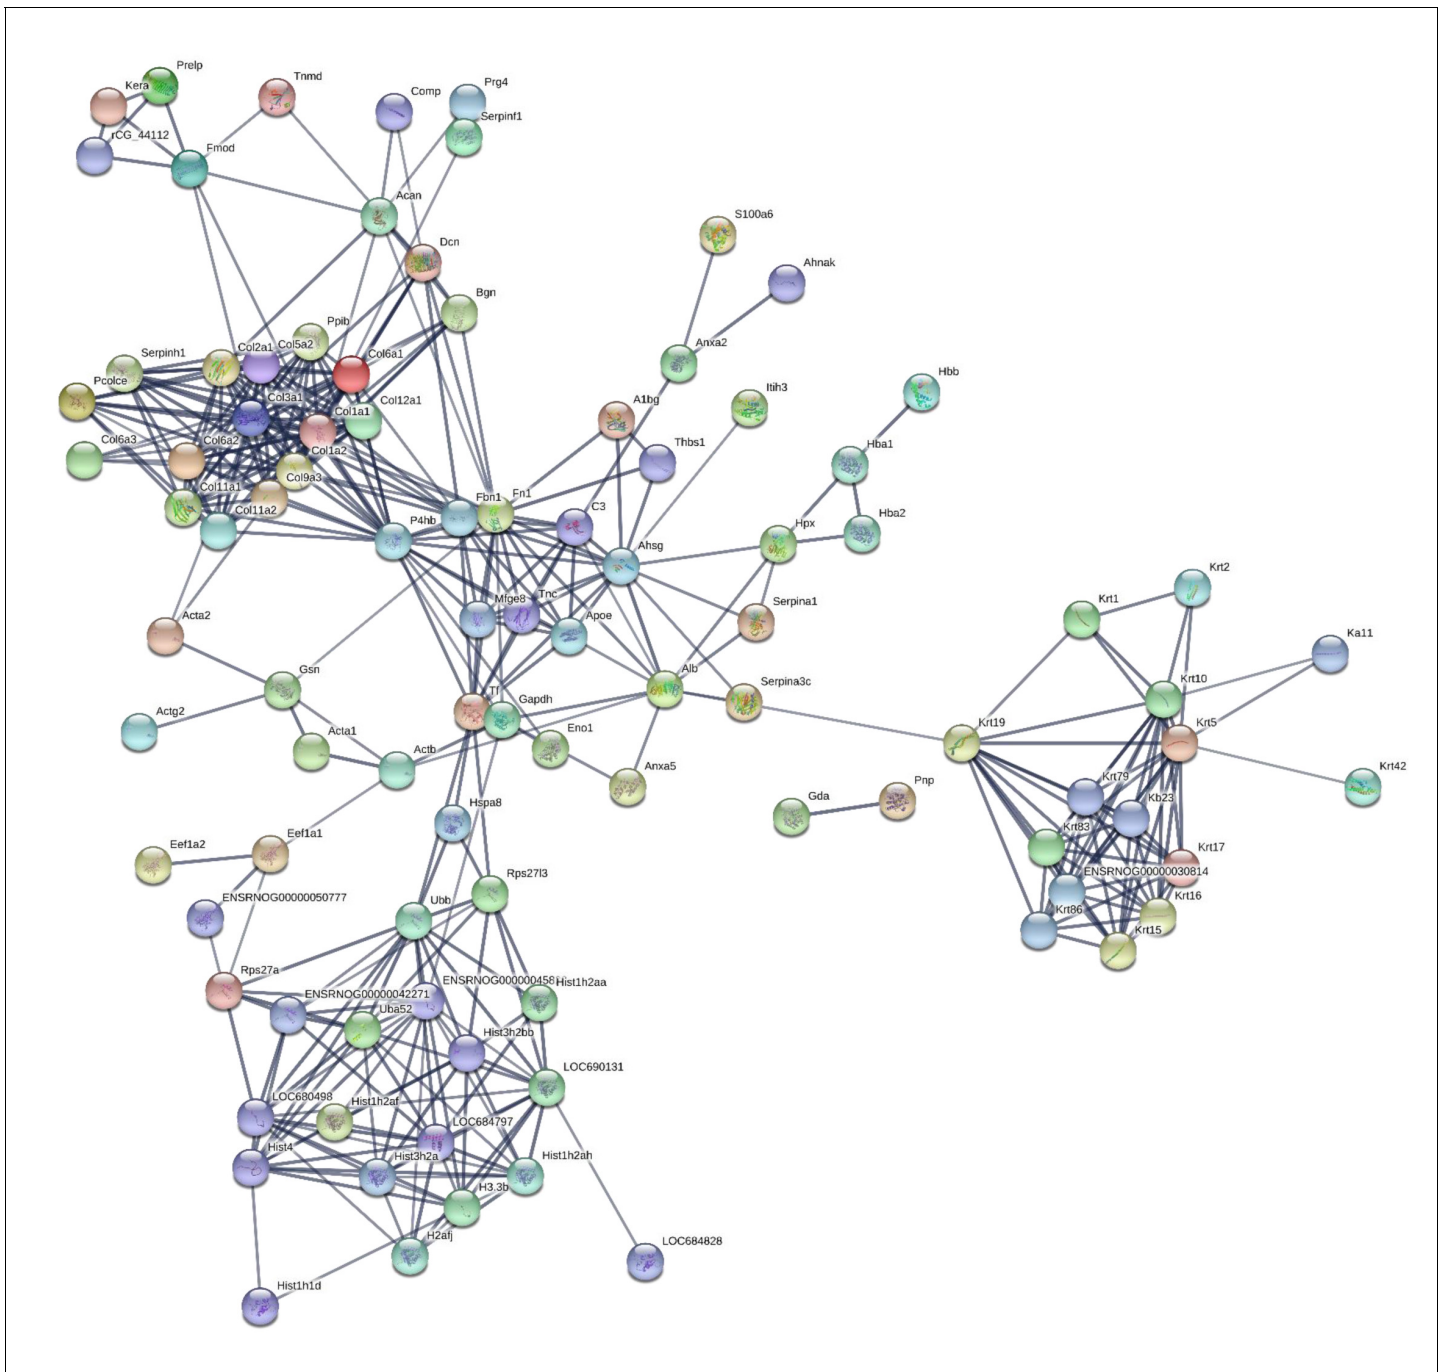 Prelp
Kera
Tnmd
Prg4
Comp
Serpinf1
rCG_44112
Fmod
Acan
S100a6
Dcn
Ahnak
Bgn
Ppib
Anxa2
Col2a1
Col5a2
Serpinh1
Col6a1
Hbb
Pcolce
Itih3
Col3a1
A1bg
Col12a1
Col1a1
Col6a3
Col6a2
Thbs1
Hba1
Col1a2
Col9a3
Col11a1
Fbn1
Fn1
C3
Col11a2
Hba2
P4hb
Hpx
Ahsg
Krt2
Mfge8
Tnc
Krt1
Serpina1
Acta2
Apoe
Ka11
Gsn
Alb
Krt10
Serpina3c
Tf
Gapdh
Actg2
Krt19
Krt5
Acta1
Eno1
Actb
Krt42
Anxa5
Krt79
Pnp
Gda
Kb23
Hspa8
Krt83
Eef1a1
Eef1a2
Krt17
ENSRNOG00000030814
Rps27l3
ENSRNOG00000050777
Ubb
Krt16
Krt86
Krt15
Rps27a
ENSRNOG00000042271
Hist1h2aa
Uba52
Hist3h2bb
LOC690131
LOC680498
Hist1h2af
LOC684797
Hist4
Hist3h2a
Hist1h2ah
H3.3b
H2afj
LOC684828
Hist1h1d